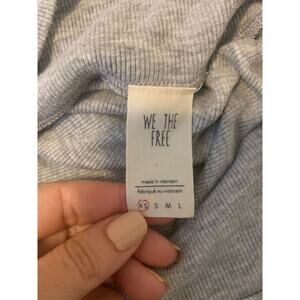 WE THE
FREE
made in vietnam
fabriqué au vietnam
XS S M L